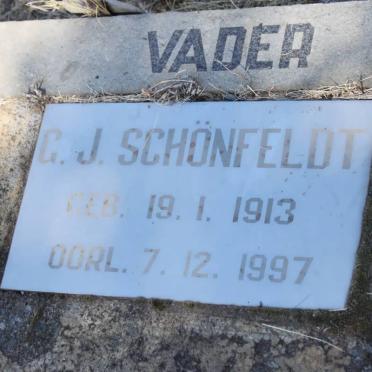 VADER
G. J. SCHÖNFELDT
GEB. 19. 1. 1913
OORL. 7. 12. 1997